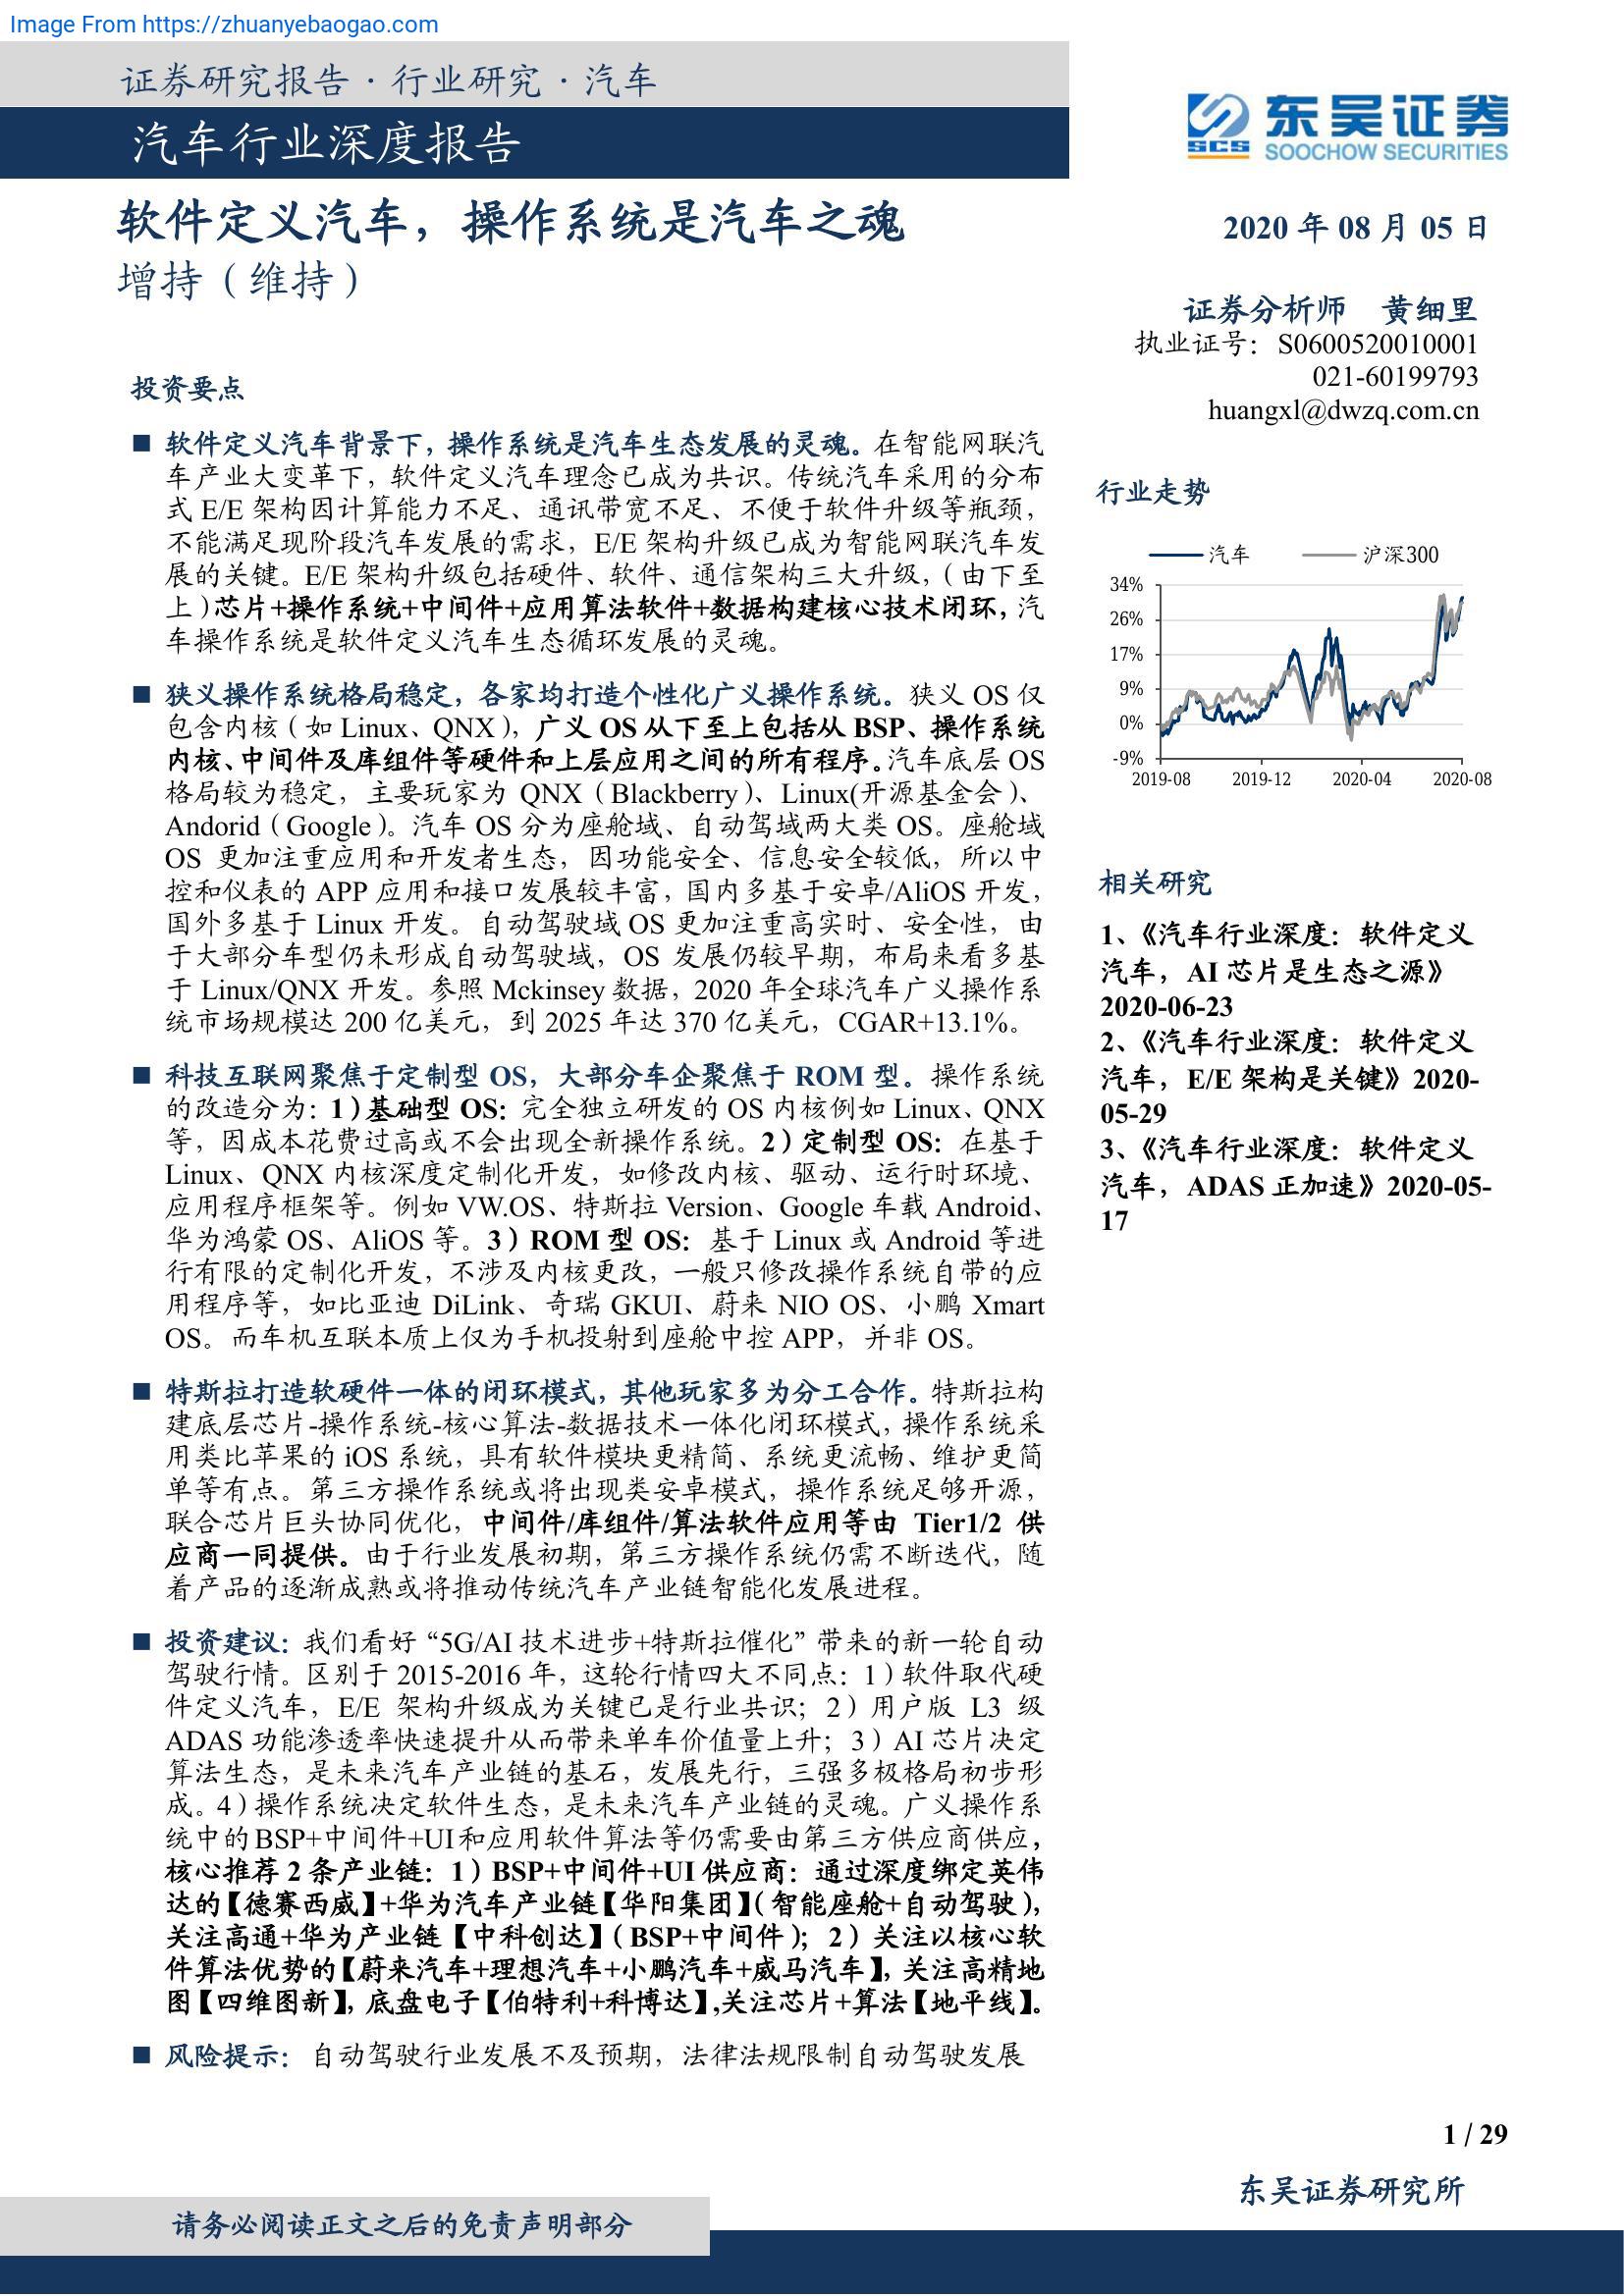 Image From https://zhuanyebaogao.com
证券研究报告·行业研究·汽车
汽车行业深度报告
东吴证券
SCS
SOOCHOW SECURITIES
软件定义汽车，操作系统是汽车之魂
增持（维持）
2020 年 08 月 05 日
证券分析师 黄细里
执业证号：S0600520010001
021-60199793
huangxl@dwzq.com.cn
投资要点
■ 软件定义汽车背景下，操作系统是汽车生态发展的灵魂。在智能网联汽
车产业大变革下，软件定义汽车理念已成为共识。传统汽车采用的分布
式 E/E 架构因计算能力不足、通讯带宽不足、不便于软件升级等瓶颈，
不能满足现阶段汽车发展的需求，E/E 架构升级已成为智能网联汽车发
展的关键。E/E 架构升级包括硬件、软件、通信架构三大升级，（由下至
上）芯片+操作系统+中间件+应用算法软件+数据构建核心技术闭环，汽
车操作系统是软件定义汽车生态循环发展的灵魂。
■ 狭义操作系统格局稳定，各家均打造个性化广义操作系统。狭义 OS 仅
包含内核（如 Linux、QNX），广义 OS 从下至上包括从 BSP、操作系统
内核、中间件及库组件等硬件和上层应用之间的所有程序。汽车底层 OS
格局较为稳定，主要玩家为 QNX（Blackberry）、Linux(开源基金会）、
Andorid（Google）。汽车 OS 分为座舱域、自动驾域两大类 OS。座舱域
OS 更加注重应用和开发者生态，因功能安全、信息安全较低，所以中
控和仪表的 APP 应用和接口发展较丰富，国内多基于安卓/AliOS 开发，
国外多基于 Linux 开发。自动驾驶域 OS 更加注重高实时、安全性，由
于大部分车型仍未形成自动驾驶域，OS 发展仍较早期，布局来看多基
于 Linux/QNX 开发。参照 Mckinsey 数据，2020 年全球汽车广义操作系
统市场规模达 200 亿美元，到 2025 年达 370 亿美元，CGAR+13.1%。
■ 科技互联网聚焦于定制型 OS，大部分车企聚焦于 ROM 型。操作系统
的改造分为：1）基础型 OS：完全独立研发的 OS 内核例如 Linux、QNX
等，因成本花费过高或不会出现全新操作系统。2）定制型 OS：在基于
Linux、QNX 内核深度定制化开发，如修改内核、驱动、运行时环境、
应用程序框架等。例如 VW.OS、特斯拉 Version、Google 车载 Android、
华为鸿蒙 OS、AliOS 等。3）ROM 型 OS：基于 Linux 或 Android 等进
行有限的定制化开发，不涉及内核更改，一般只修改操作系统自带的应
用程序等，如比亚迪 DiLink、奇瑞 GKUI、蔚来 NIO OS、小鹏 Xmart
OS。而车机互联本质上仅为手机投射到座舱中控 APP，并非 OS。
■ 特斯拉打造软硬件一体的闭环模式，其他玩家多为分工合作。特斯拉构
建底层芯片-操作系统-核心算法-数据技术一体化闭环模式，操作系统采
用类比苹果的 iOS 系统，具有软件模块更精简、系统更流畅、维护更简
单等有点。第三方操作系统或将出现类安卓模式，操作系统足够开源，
联合芯片巨头协同优化，中间件/库组件/算法软件应用等由 Tier1/2 供
应商一同提供。由于行业发展初期，第三方操作系统仍需不断迭代，随
着产品的逐渐成熟或将推动传统汽车产业链智能化发展进程。
■ 投资建议：我们看好“5G/AI 技术进步+特斯拉催化”带来的新一轮自动
驾驶行情。区别于 2015-2016 年，这轮行情四大不同点：1）软件取代硬
件定义汽车，E/E 架构升级成为关键已是行业共识；2）用户版 L3 级
ADAS 功能渗透率快速提升从而带来单车价值量上升；3）AI 芯片决定
算法生态，是未来汽车产业链的基石，发展先行，三强多极格局初步形
成。4）操作系统决定软件生态，是未来汽车产业链的灵魂。广义操作系
统中的BSP+中间件+UI和应用软件算法等仍需要由第三方供应商供应，
核心推荐 2 条产业链：1）BSP+中间件+UI 供应商：通过深度绑定英伟
达的【德赛西威】+华为汽车产业链【华阳集团】（智能座舱+自动驾驶），
关注高通+华为产业链【中科创达】（BSP+中间件）；2）关注以核心软
件算法优势的【蔚来汽车+理想汽车+小鹏汽车+威马汽车】，关注高精地
图【四维图新】，底盘电子【伯特利+科博达】,关注芯片+算法【地平线】。
■ 风险提示：自动驾驶行业发展不及预期，法律法规限制自动驾驶发展
行业走势
汽车 沪深300
34%
26%
17%
9%
0%
-9%
2019-08 2019-12 2020-04 2020-08
相关研究
1、《汽车行业深度：软件定义
汽车，AI 芯片是生态之源》
2020-06-23
2、《汽车行业深度：软件定义
汽车，E/E 架构是关键》2020-
05-29
3、《汽车行业深度：软件定义
汽车，ADAS 正加速》2020-05-
17
1 / 29
东吴证券研究所
请务必阅读正文之后的免责声明部分